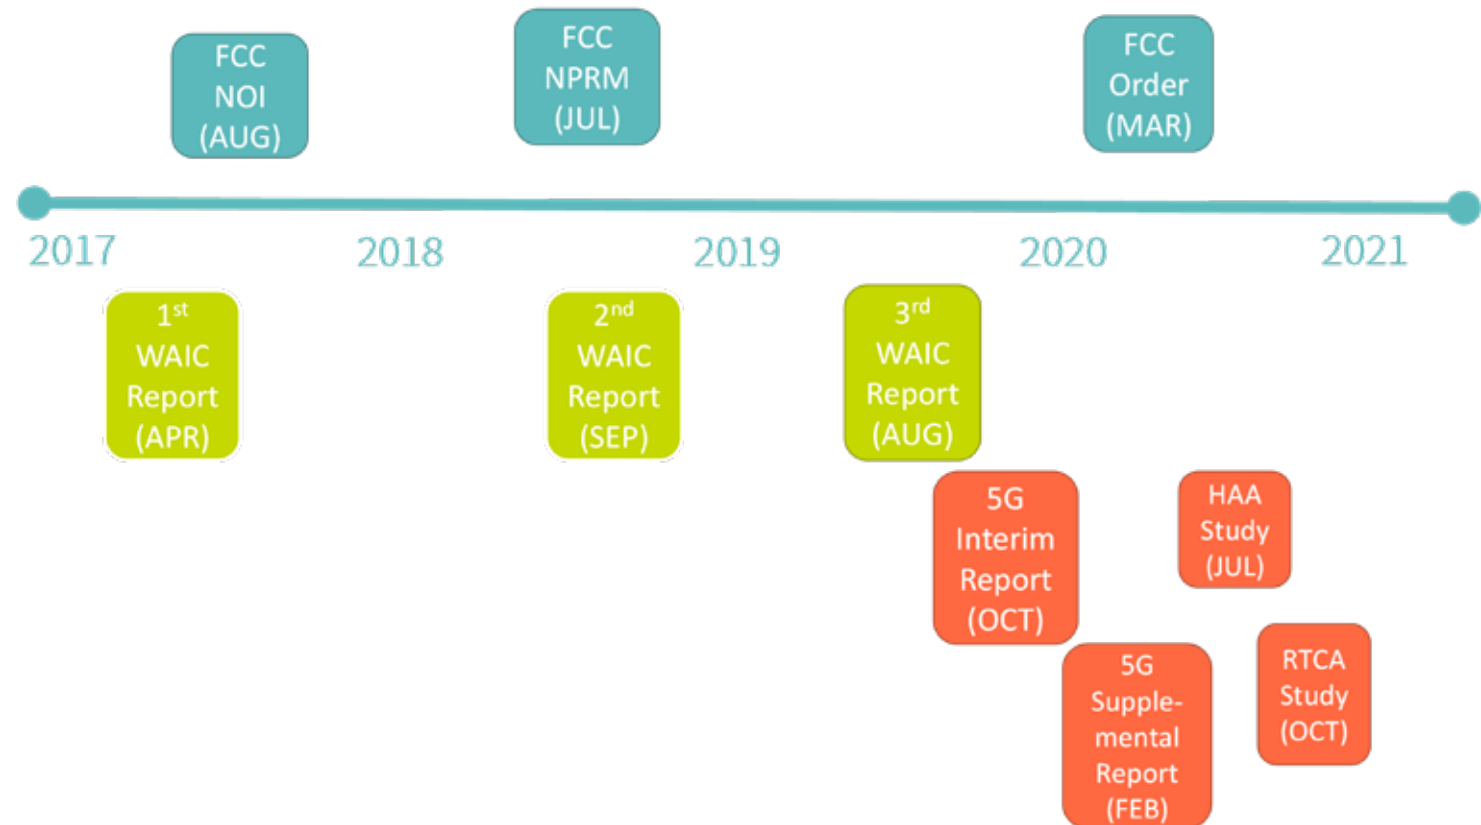 FCC
NOI
(AUG)
FCC
NPRM
(JUL)
FCC
Order
(MAR)
2017
2018
2019
2020
2021
1st
WAIC
Report
(APR)
2nd
WAIC
Report
(SEP)
3rd
WAIC
Report
(AUG)
5G
Interim
Report
(OCT)
HAA
Study
(JUL)
5G
Supple-
mental
Report
(FEB)
RTCA
Study
(OCT)